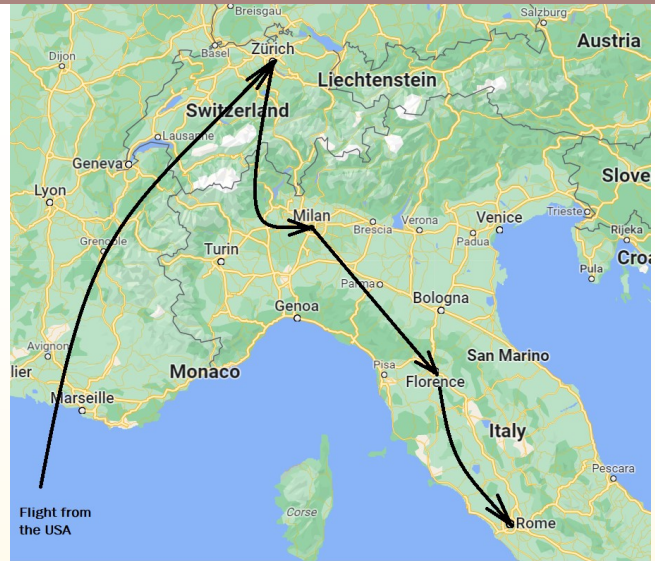 Breisgau
Salzburg
Dijon
Basel
Zürich
Austria
Liechtenstein
Switzerland
Lausanne
Geneva
Lyon
Slove
Milan
Trieste
Venice
Brescia
Verona
Rijeka
Grenoble
Padua
Turin
Croa
Pula
Parma
Genoa
Bologna
Avignon
San Marino
Pisa
lier
Monaco
Florence
Marseille
Italy
Pescara
Flight from
the USA
Corse
Rome